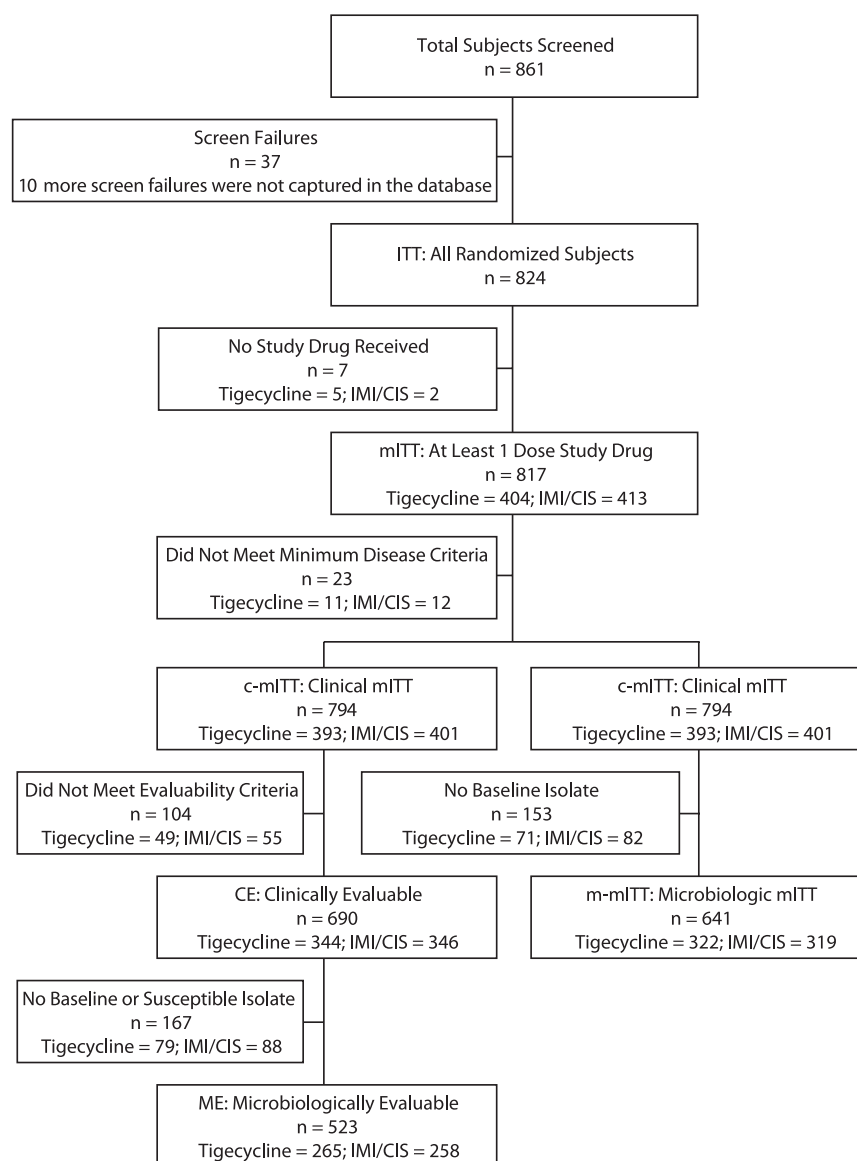 Total Subjects Screened
n = 861
Screen Failures
n = 37
10 more screen failures were not captured in the database
ITT: All Randomized Subjects
n = 824
No Study Drug Received
n = 7
Tigecycline = 5; IMI/CIS = 2
mITT: At Least 1 Dose Study Drug
n = 817
Tigecycline = 404; IMI/CIS = 413
Did Not Meet Minimum Disease Criteria
n = 23
Tigecycline = 11; IMI/CIS = 12
c-mITT: Clinical mITT
n = 794
Tigecycline = 393; IMI/CIS = 401
c-mITT: Clinical mITT
n = 794
Tigecycline = 393; IMI/CIS = 401
Did Not Meet Evaluability Criteria
n = 104
Tigecycline = 49; IMI/CIS = 55
No Baseline Isolate
n = 153
Tigecycline = 71; IMI/CIS = 82
CE: Clinically Evaluable
n = 690
Tigecycline = 344; IMI/CIS = 346
m-mITT: Microbiologic mITT
n = 641
Tigecycline = 322; IMI/CIS = 319
No Baseline or Susceptible Isolate
n = 167
Tigecycline = 79; IMI/CIS = 88
ME: Microbiologically Evaluable
n = 523
Tigecycline = 265; IMI/CIS = 258